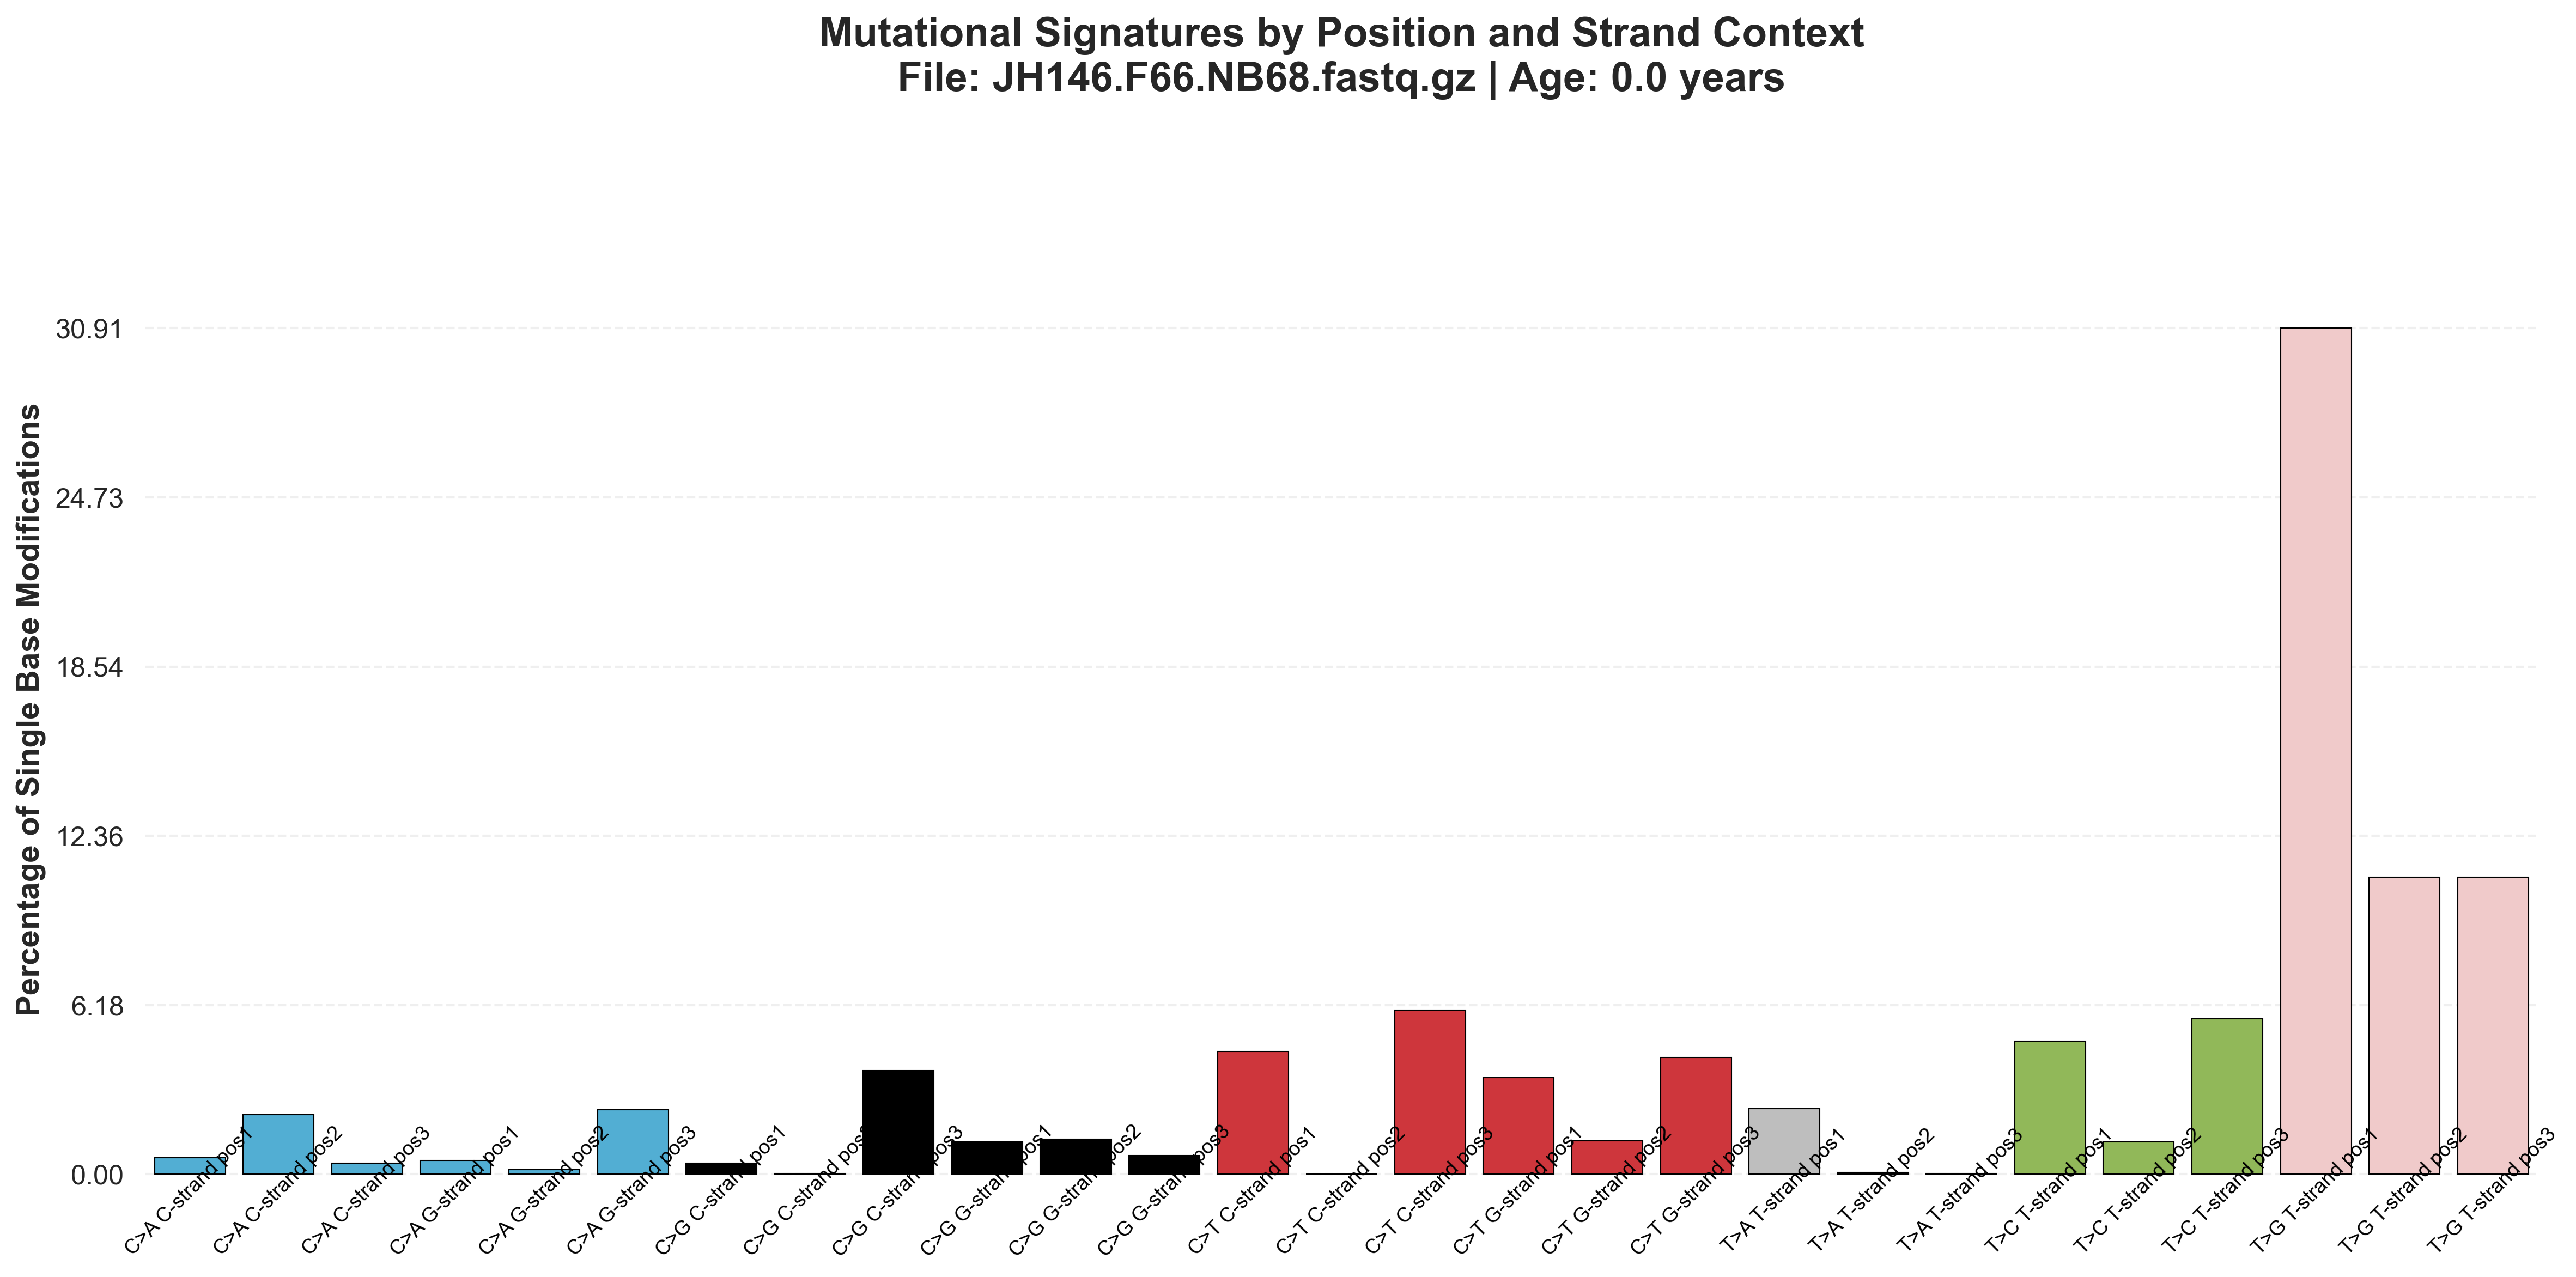 Mutational Signatures by Position and Strand Context
File: JH146.F66.NB68.fastq.gz | Age: 0.0 years
Percentage of Single Base Modifications
30.91
24.73
18.54
12.36
6.18
0.00
C>A C-strand pos1
C>A C-strand pos2
C>A C-strand pos3
C>A G-strand pos1
C>A G-strand pos2
C>A G-strand pos3
C>G C-strand pos1
C>G C-strand pos2
C>G C-strand pos3
C>G G-strand pos1
C>G G-strand pos2
C>G G-strand pos3
C>T C-strand pos1
C>T C-strand pos2
C>T C-strand pos3
C>T G-strand pos1
C>T G-strand pos2
C>T G-strand pos3
T>A T-strand pos1
T>A T-strand pos2
T>A T-strand pos3
T>C T-strand pos1
T>C T-strand pos2
T>C T-strand pos3
T>G T-strand pos1
T>G T-strand pos2
T>G T-strand pos3